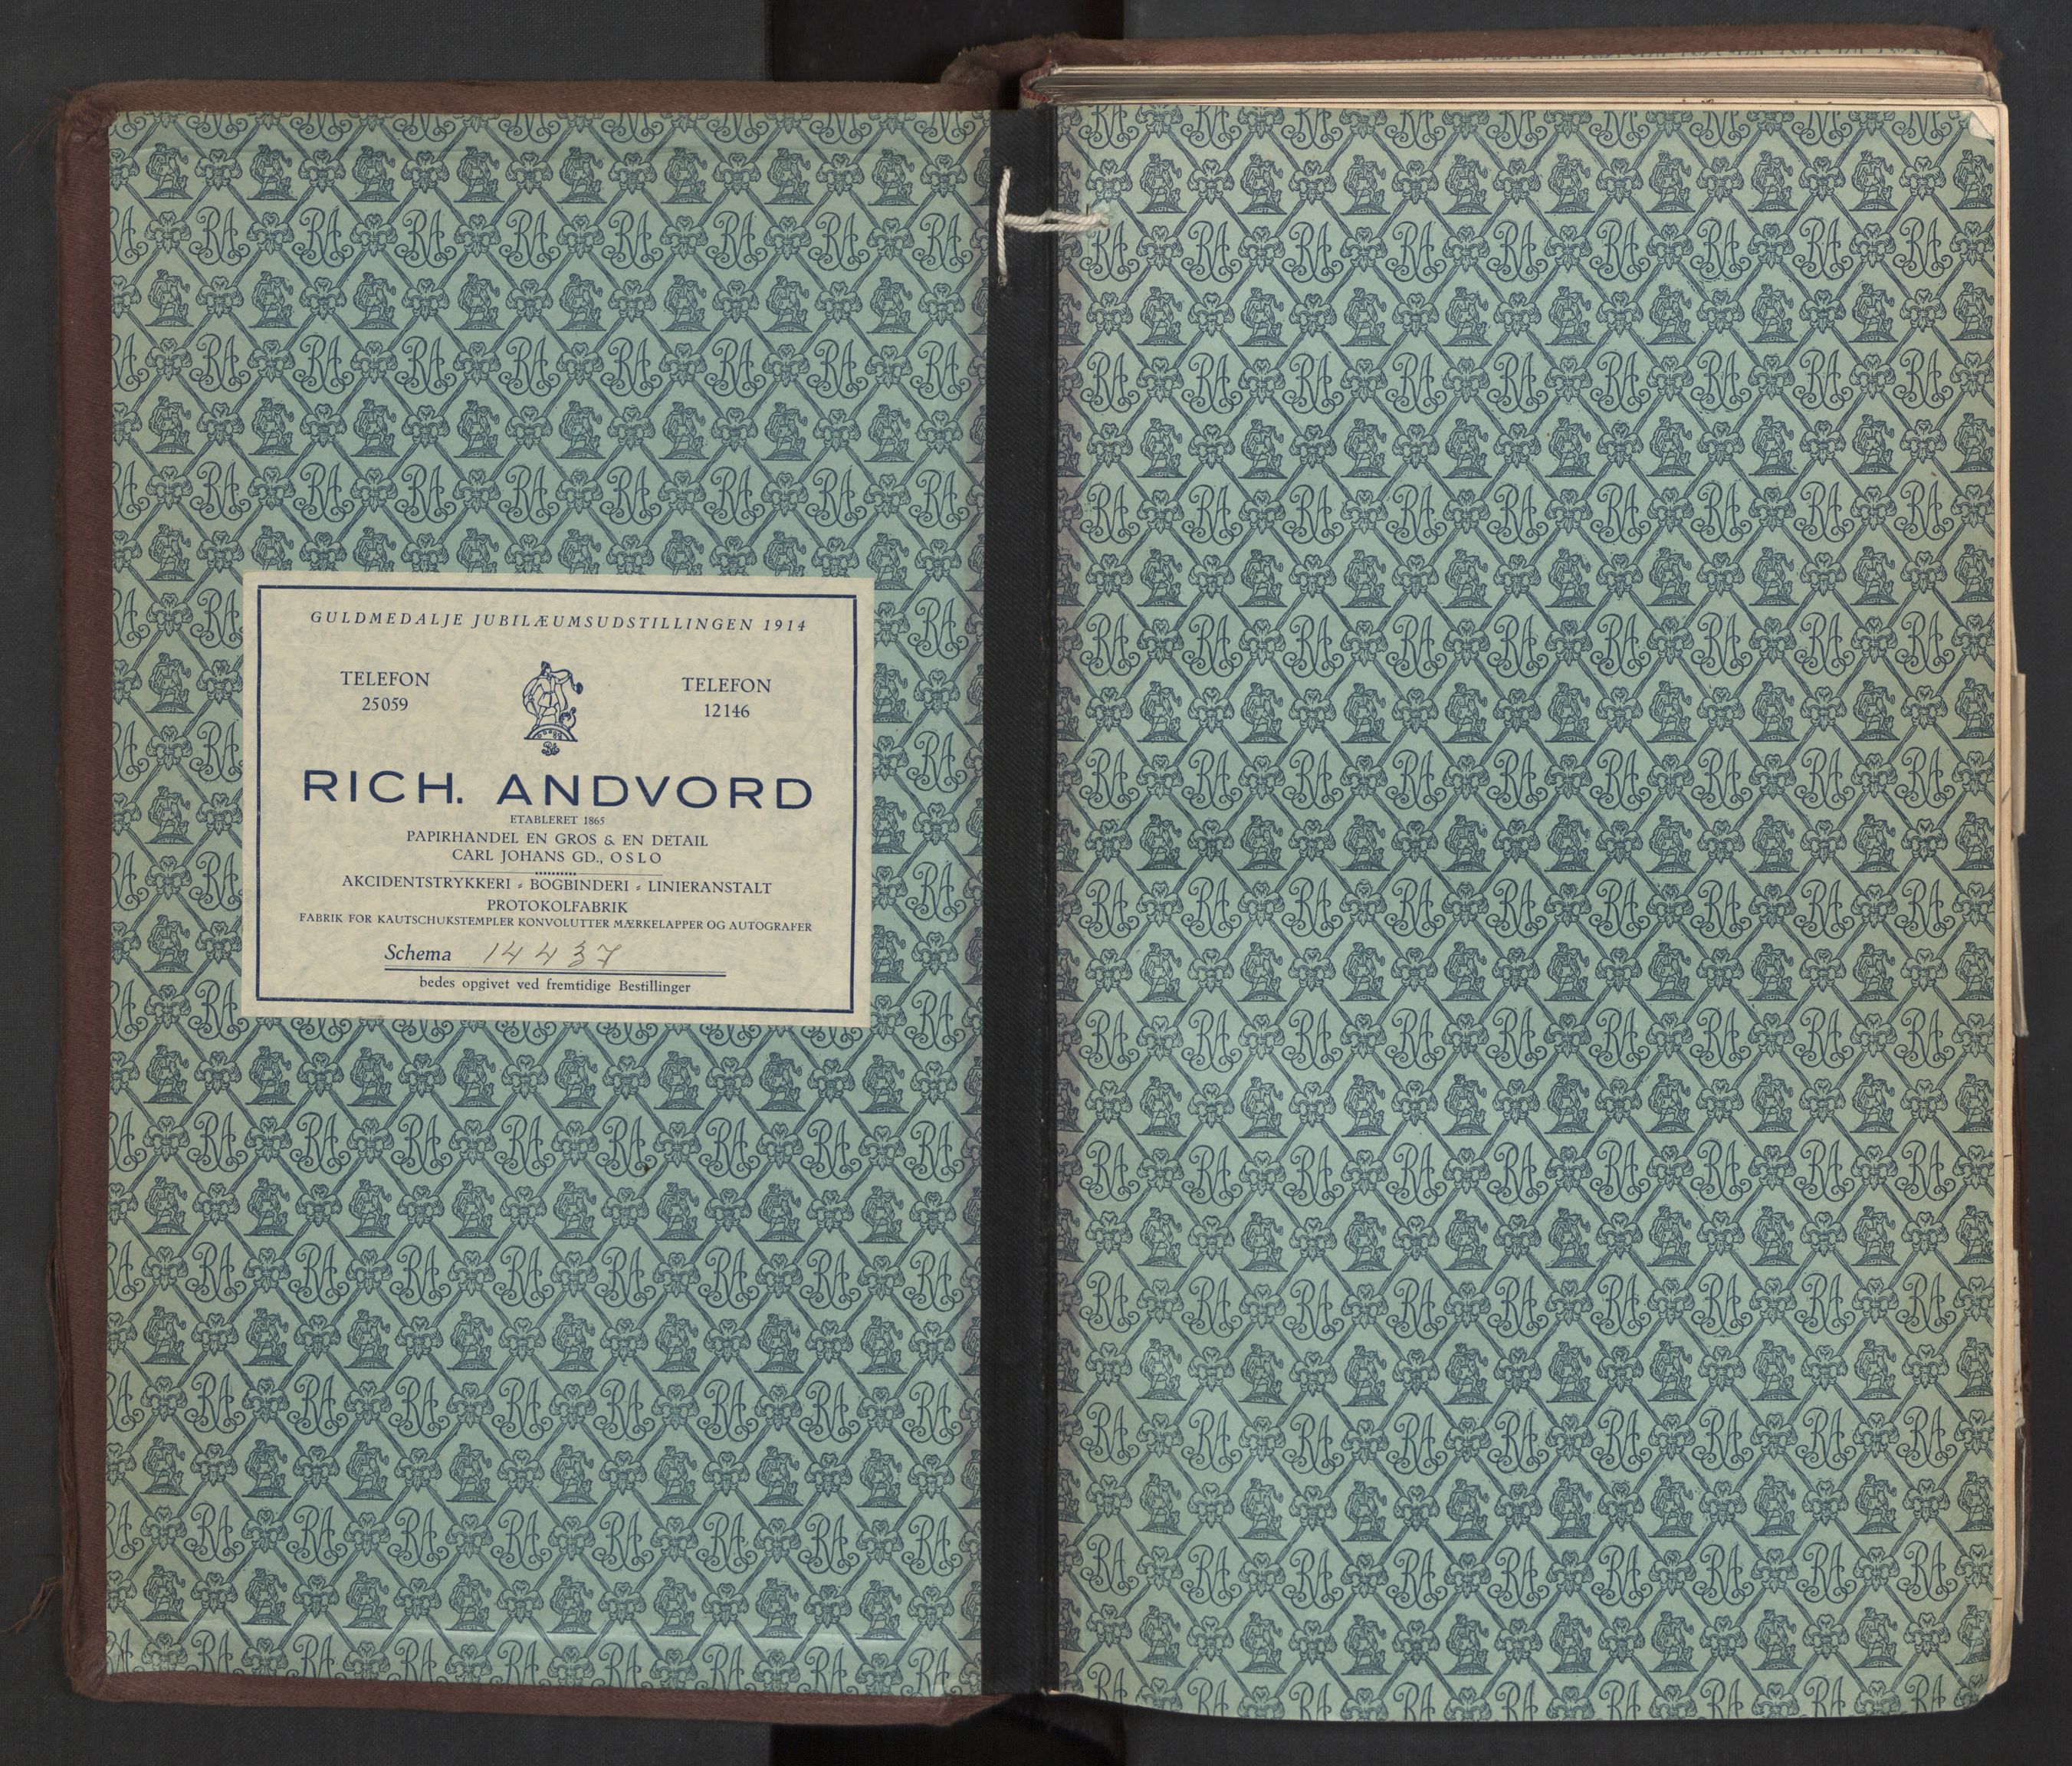 GULDMEDALJE JUBILÆUMSUDSTILLINGEN 1914
TELEFON
25059
TELEFON
12146
RICH. ANDVORD
ETABLERET 1865
PAPIRHANDEL EN GROS & EN DETAIL
CARL JOHANS GD., OSLO
AKCIDENTSTRYKKERI - BOGBINDERI - LINIERANSTALT
PROTOKOLFABRIK
FABRIK FOR KAUTSCHUKSTEMPLER KONVOLUTTER MÆRKELAPPER OG AUTOGRAFER
Schema 14437
bedes opgivet ved fremtidige Bestillinger